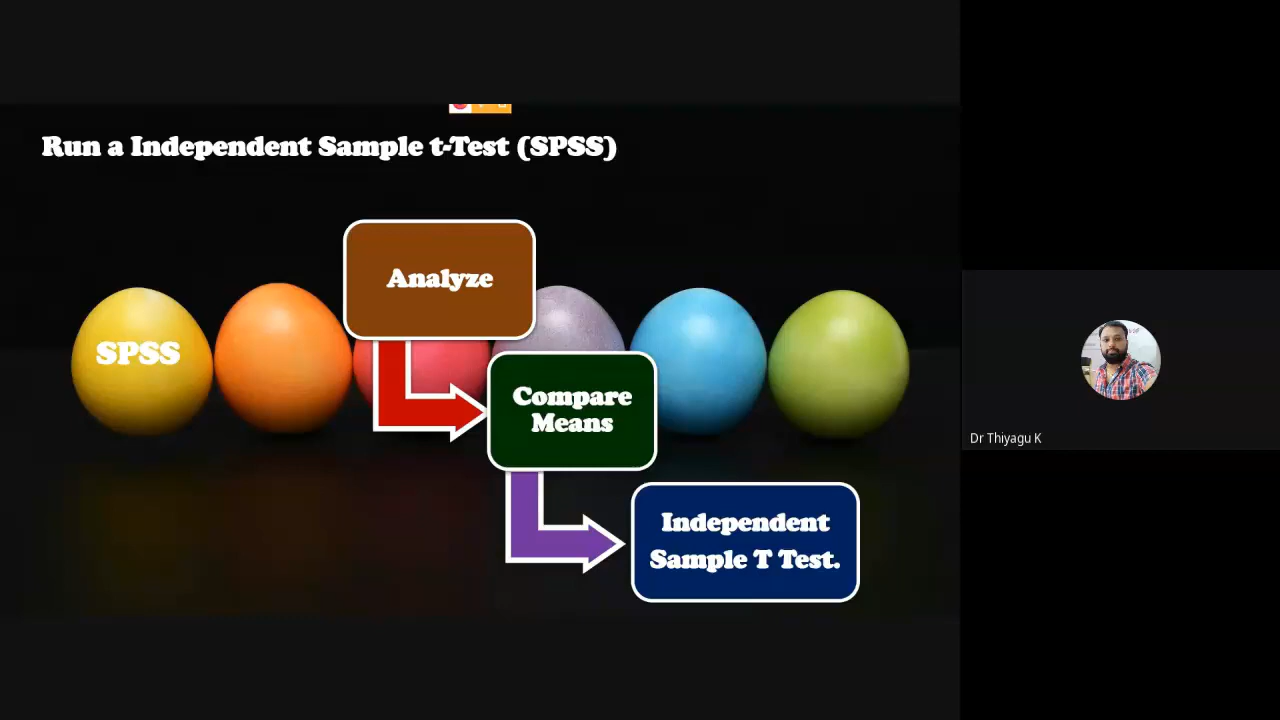 Run a Independent Sample t-Test (SPSS)
Analyze
SPSS
Compare
Means
Independent
Sample T Test.
Dr Thiyagu K